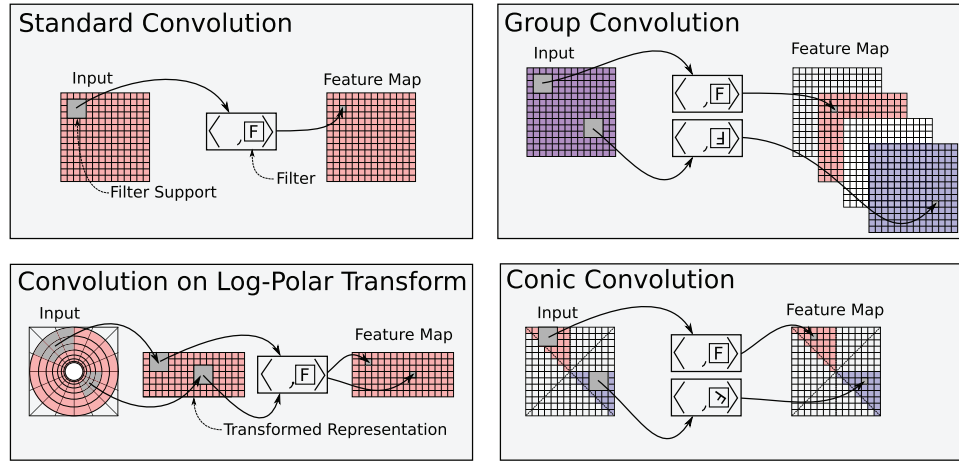 Standard Convolution
Input
Feature Map
⟨ , F⟩
Filter Support
Filter
Group Convolution
Input
Feature Map
⟨ , F⟩
⟨ , F⟩
Convolution on Log-Polar Transform
Input
Feature Map
⟨ , F⟩
Transformed Representation
Conic Convolution
Input
Feature Map
⟨ , F⟩
⟨ , F⟩